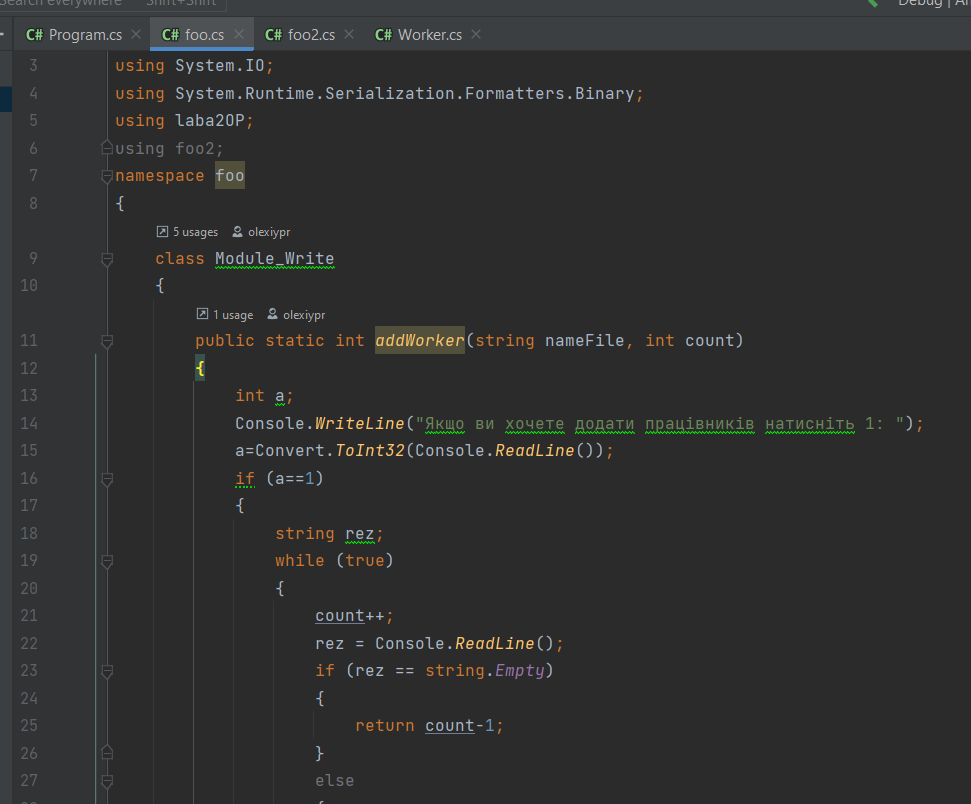 Search everywhere Shift+Shift Debug
C# Program.cs C# foo.cs C# foo2.cs C# Worker.cs
3 using System.IO;
4 using System.Runtime.Serialization.Formatters.Binary;
5 using laba2OP;
6 using foo2;
7 namespace foo
8 {
5 usages olexiypr
9 class Module_Write
10 {
1 usage olexiypr
11 public static int addWorker(string nameFile, int count)
12 {
13 int a;
14 Console.WriteLine("Якщо ви хочете додати працівників натисніть 1: ");
15 a=Convert.ToInt32(Console.ReadLine());
16 if (a==1)
17 {
18 string rez;
19 while (true)
20 {
21 count++;
22 rez = Console.ReadLine();
23 if (rez == string.Empty)
24 {
25 return count-1;
26 }
27 else